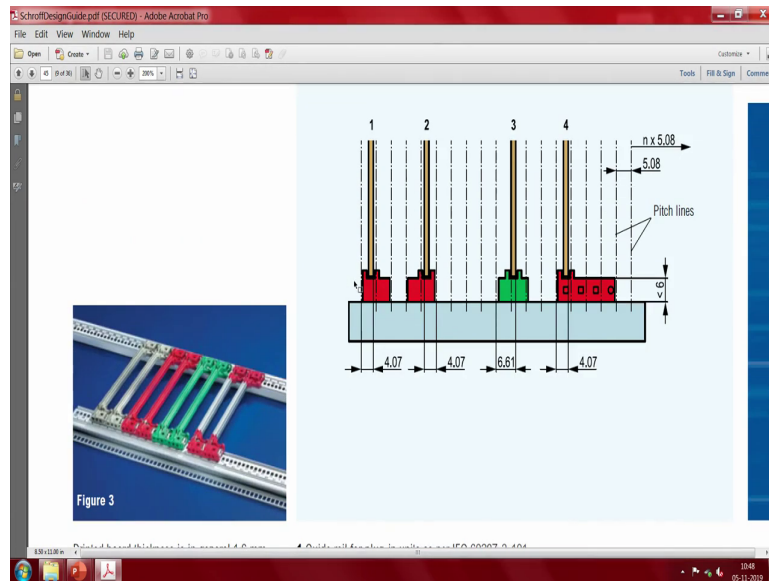 SchroffDesignGuide.pdf (SECURED) - Adobe Acrobat Pro
File Edit View Window Help
Open Create Customize
45 (9 of 36) 200% Tools Fill & Sign Comme
1 2 3 4
n x 5.08
5.08
Pitch lines
< 6
4.07 4.07 6.61 4.07
Figure 3
8.50 x 11.00 in
10:48
05-11-2019